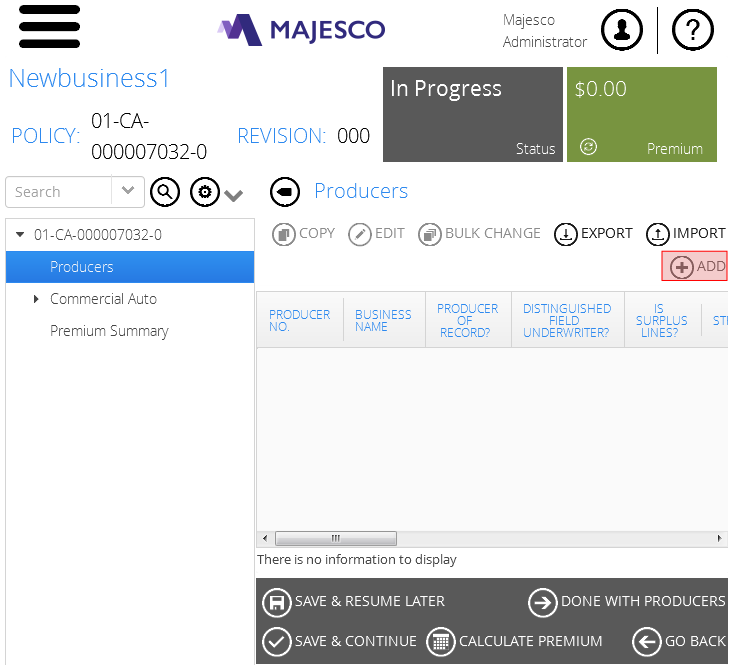 MAJESCO
Majesco
Administrator
?
Newbusiness1
POLICY: 01-CA-
000007032-0
REVISION: 000
In Progress
Status
$0.00
Premium
Search
Producers
01-CA-000007032-0
Producers
Commercial Auto
Premium Summary
COPY EDIT BULK CHANGE EXPORT IMPORT
ADD
PRODUCER
NO.
BUSINESS
NAME
PRODUCER
OF
RECORD?
DISTINGUISHED
FIELD
UNDERWRITER?
IS
SURPLUS
LINES?
There is no information to display
SAVE & RESUME LATER DONE WITH PRODUCERS
SAVE & CONTINUE CALCULATE PREMIUM GO BACK